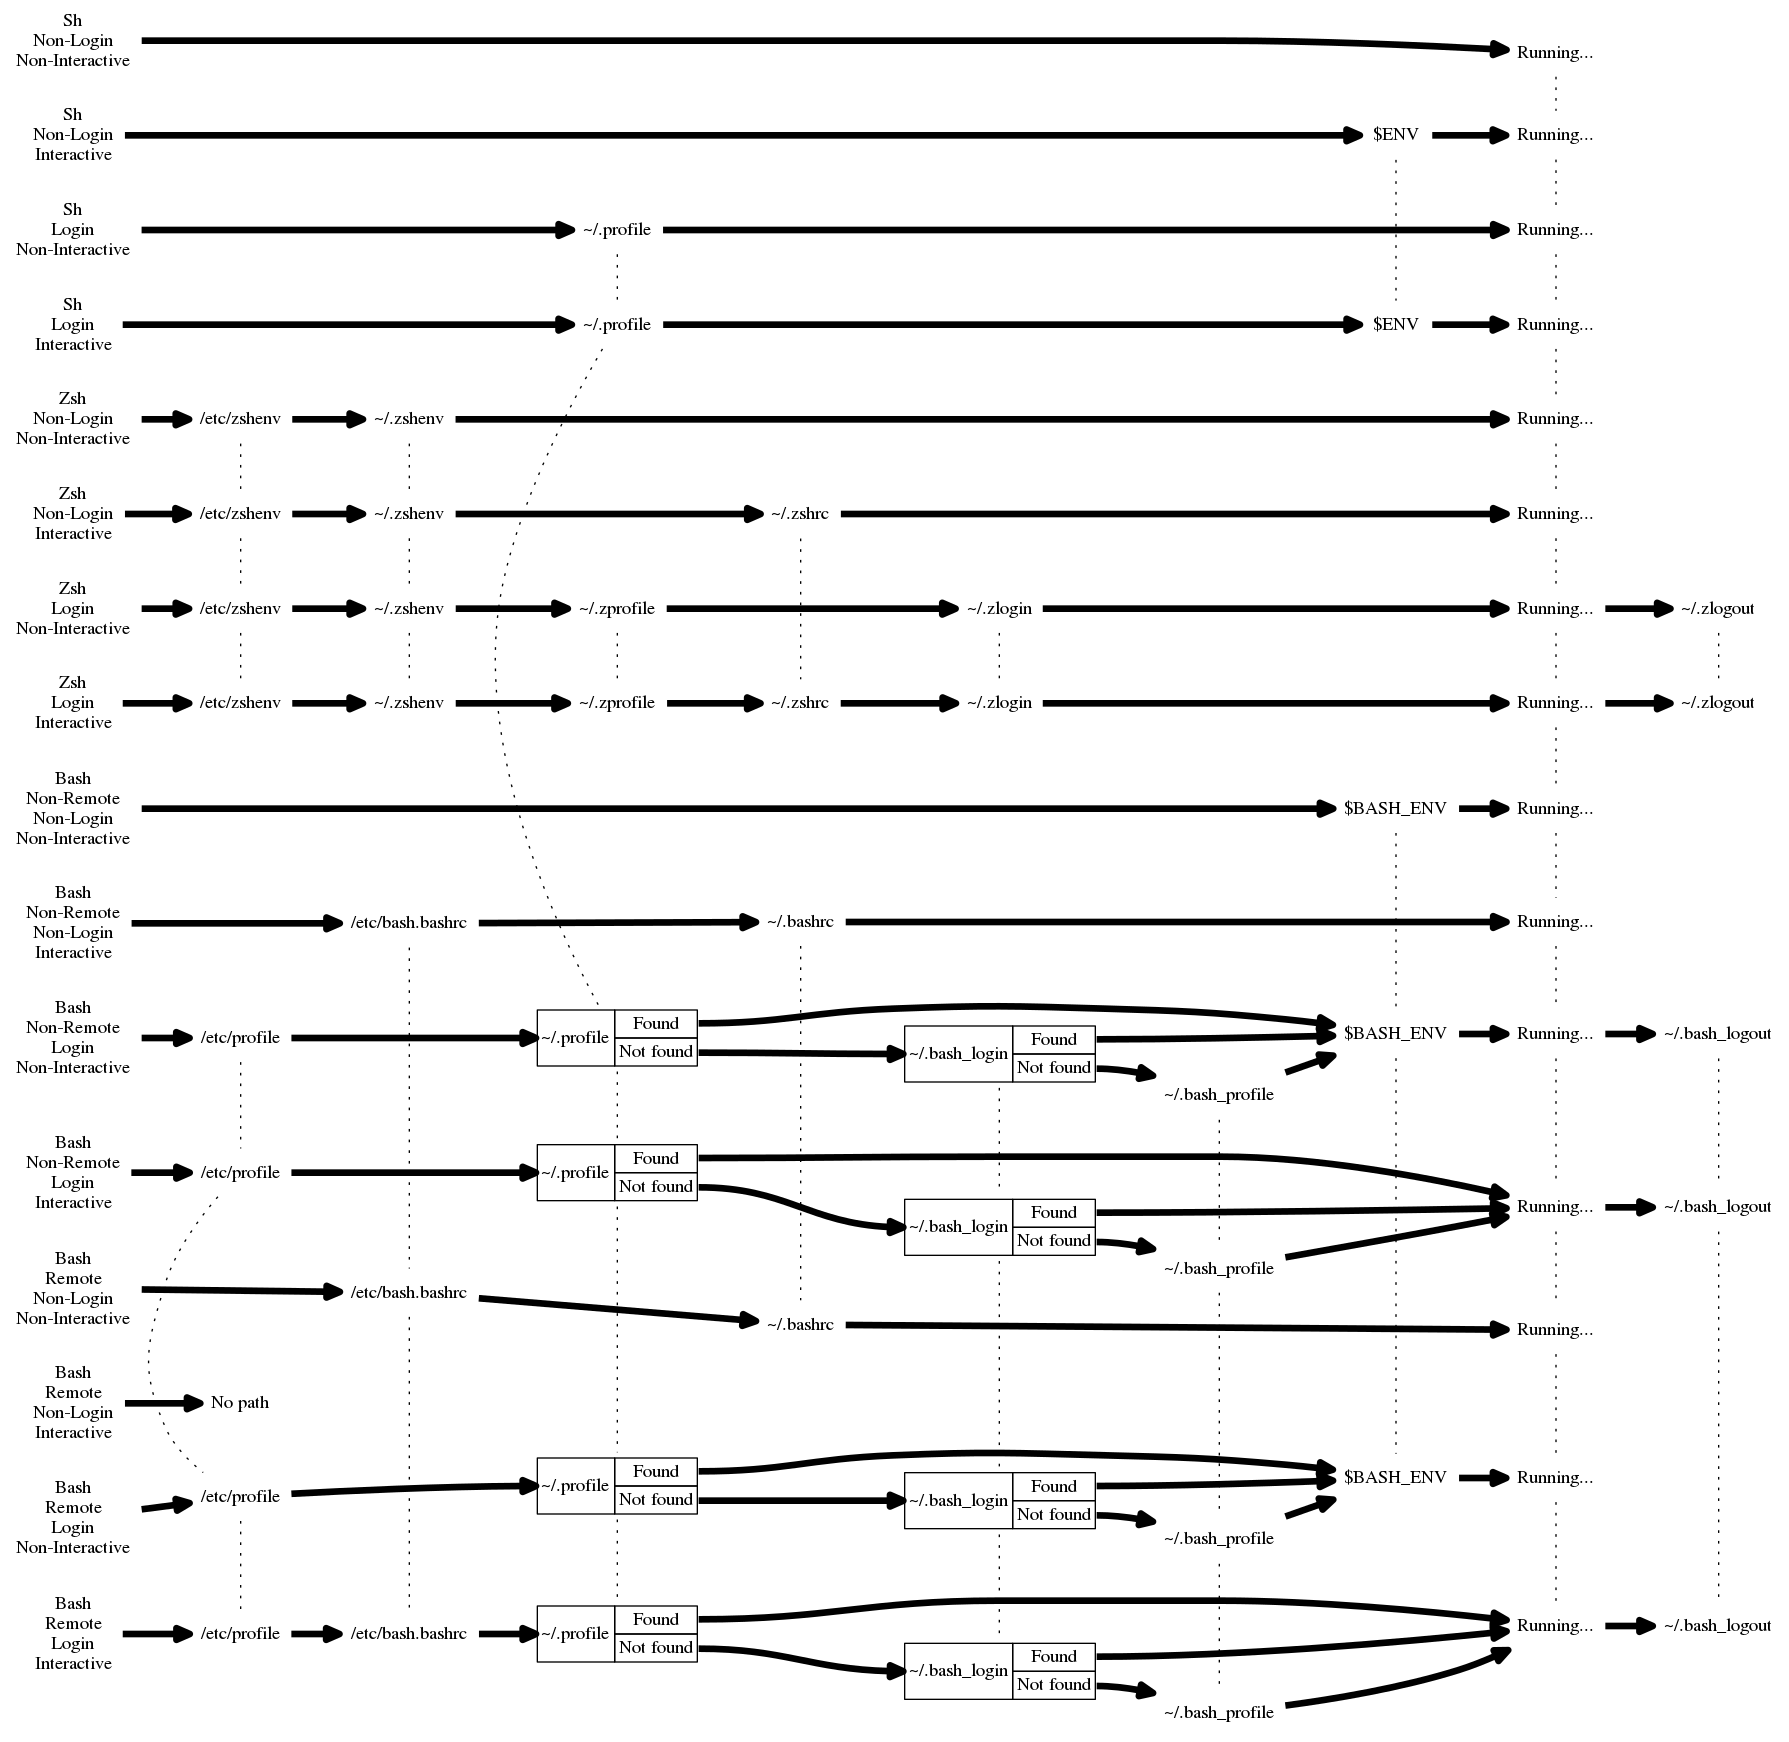 Sh
Non-Login
Non-Interactive
Running...
Sh
Non-Login
Interactive
$ENV
Running...
Sh
Login
Non-Interactive
~/.profile
Running...
Sh
Login
Interactive
~/.profile
$ENV
Running...
Zsh
Non-Login
Non-Interactive
/etc/zshenv
~/.zshenv
Running...
Zsh
Non-Login
Interactive
/etc/zshenv
~/.zshenv
~/.zshrc
Running...
Zsh
Login
Non-Interactive
/etc/zshenv
~/.zshenv
~/.zprofile
~/.zlogin
Running...
~/.zlogout
Zsh
Login
Interactive
/etc/zshenv
~/.zshenv
~/.zprofile
~/.zshrc
~/.zlogin
Running...
~/.zlogout
Bash
Non-Remote
Non-Login
Non-Interactive
$BASH_ENV
Running...
Bash
Non-Remote
Non-Login
Interactive
/etc/bash.bashrc
~/.bashrc
Running...
Bash
Non-Remote
Login
Non-Interactive
/etc/profile
~/.profile
Found
Not found
~/.bash_login
Found
Not found
~/.bash_profile
$BASH_ENV
Running...
~/.bash_logout
Bash
Non-Remote
Login
Interactive
/etc/profile
~/.profile
Found
Not found
~/.bash_login
Found
Not found
~/.bash_profile
Running...
~/.bash_logout
Bash
Remote
Non-Login
Non-Interactive
/etc/bash.bashrc
~/.bashrc
Running...
Bash
Remote
Non-Login
Interactive
No path
Bash
Remote
Login
Non-Interactive
/etc/profile
~/.profile
Found
Not found
~/.bash_login
Found
Not found
~/.bash_profile
$BASH_ENV
Running...
Bash
Remote
Login
Interactive
/etc/profile
/etc/bash.bashrc
~/.profile
Found
Not found
~/.bash_login
Found
Not found
~/.bash_profile
Running...
~/.bash_logout